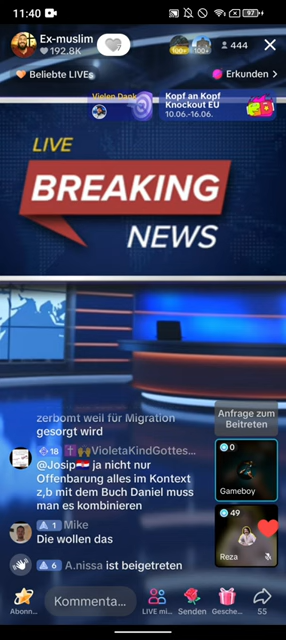 11:40
97
Ex-muslim
192.8K
100+
100+
444
Beliebte LIVEs
Erkunden >
Vielen Dank
Kopf an Kopf
Knockout EU
10.06.-16.06.
LIVE
BREAKING
NEWS
zerbomt weil für Migration
gesorgt wird
18 VioletaKindGottes...
@Josip ja nicht nur
Offenbarung alles im Kontext
z,b mit dem Buch Daniel muss
man es kombinieren
1 Mike
Die wollen das
6 A.nissa ist beigetreten
Anfrage zum
Beitreten
0
Gameboy
49
Reza
Abonn...
Kommenta...
LIVE mi...
Senden
Gesche...
55